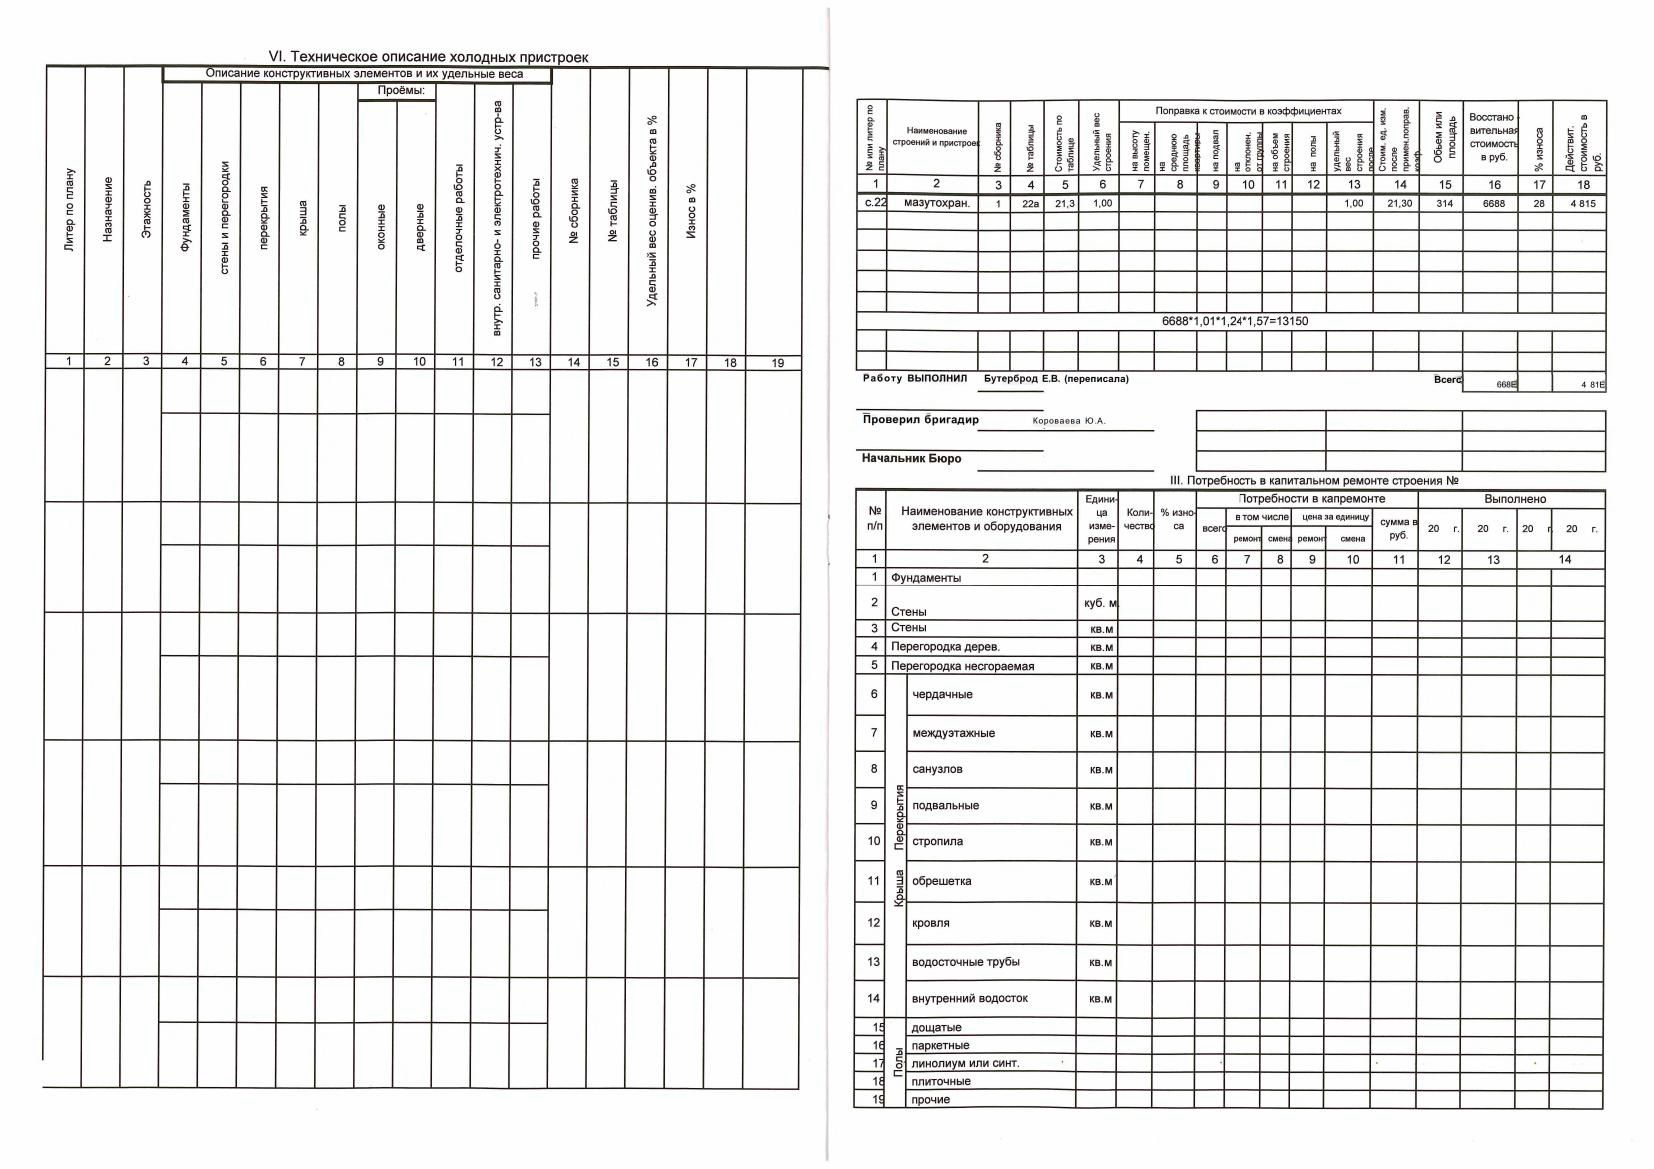 VI. Техническое описание холодных пристроек
Описание конструктивных элементов и их удельные веса
Проёмы:
Литер по плану
Назначение
Этажность
Фундаменты
стены и перегородки
перекрытия
крыша
полы
оконные
дверные
отделочные работы
внутр. санитарно- и электротехнич. устр-ва
прочие работы
№ сборника
№ таблицы
Удельный вес оценив. объекта в %
Износ в %
1 2 3 4 5 6 7 8 9 10 11 12 13 14 15 16 17 18 19
№ или литер по плану
Наименование строений и пристроек
№ сборника
№ таблицы
Стоимость по таблице
Удельный вес строения
Поправка к стоимости в коэффициентах
на высоту помещен.
на среднюю площадь квартиры
на подвал
на отклонен. от группы
на объем строения
на полы
удельный вес строения после
Стоим. ед. изм. после примен.поправ. коэф.
Объем или площадь
Восстано вительная стоимость в руб.
% износа
Действит. стоимость в руб.
1 2 3 4 5 6 7 8 9 10 11 12 13 14 15 16 17 18
с.22 мазутохран. 1 22а 21,3 1,00 1,00 21,30 314 6688 28 4 815
6688*1,01*1,24*1,57=13150
Работу ВЫПОЛНИЛ Бутерброд Е.В. (переписала) Всего 668Е 4 81Е
Проверил бригадир Короваева Ю.А.
Начальник Бюро
III. Потребность в капитальном ремонте строения №
№ п/п
Наименование конструктивных элементов и оборудования
Едини-ца изме-рения
Коли-чество
% изно-са
Потребности в капремонте
Выполнено
всего
в том числе
цена за единицу
сумма в руб.
ремонт смена ремонт смена
20 г. 20 г. 20 г. 20 г.
1 2 3 4 5 6 7 8 9 10 11 12 13 14
1 Фундаменты
2 Стены куб. м.
3 Стены кв.м
4 Перегородка дерев. кв.м
5 Перегородка несгораемая кв.м
Перекрытия
6 чердачные кв.м
7 междуэтажные кв.м
8 санузлов кв.м
9 подвальные кв.м
Крыша
10 стропила кв.м
11 обрешетка кв.м
12 кровля кв.м
13 водосточные трубы кв.м
14 внутренний водосток кв.м
Полы
15 дощатые
16 паркетные
17 линолиум или синт.
18 плиточные
19 прочие